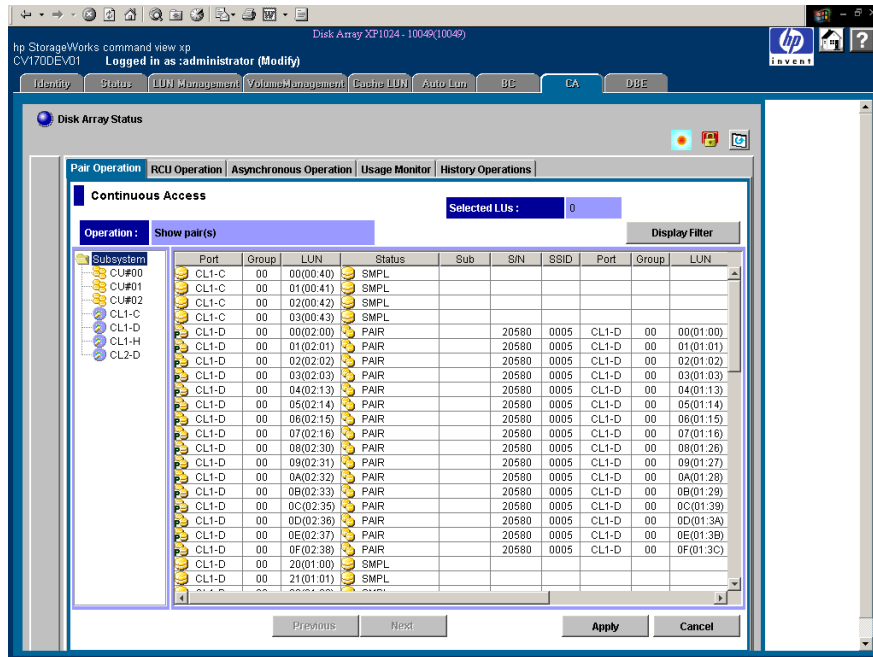 Disk Array XP1024 - 10049(10049)
hp StorageWorks command view xp
CV170DEV01 Logged in as :administrator (Modify)
hp
invent
Identity Status LUN Management VolumeManagement Cache LUN Auto Lun BC CA DBE
Disk Array Status
Pair Operation RCU Operation Asynchronous Operation Usage Monitor History Operations
Continuous Access
Selected LUs : 0
Operation : Show pair(s) Display Filter
Subsystem
CU#00
CU#01
CU#02
CL1-C
CL1-D
CL1-H
CL2-D
Port Group LUN Status Sub S/N SSID Port Group LUN
CL1-C 00 00(00:40) SMPL
CL1-C 00 01(00:41) SMPL
CL1-C 00 02(00:42) SMPL
CL1-C 00 03(00:43) SMPL
CL1-D 00 00(02:00) PAIR 20580 0005 CL1-D 00 00(01:00)
CL1-D 00 01(02:01) PAIR 20580 0005 CL1-D 00 01(01:01)
CL1-D 00 02(02:02) PAIR 20580 0005 CL1-D 00 02(01:02)
CL1-D 00 03(02:03) PAIR 20580 0005 CL1-D 00 03(01:03)
CL1-D 00 04(02:13) PAIR 20580 0005 CL1-D 00 04(01:13)
CL1-D 00 05(02:14) PAIR 20580 0005 CL1-D 00 05(01:14)
CL1-D 00 06(02:15) PAIR 20580 0005 CL1-D 00 06(01:15)
CL1-D 00 07(02:16) PAIR 20580 0005 CL1-D 00 07(01:16)
CL1-D 00 08(02:30) PAIR 20580 0005 CL1-D 00 08(01:26)
CL1-D 00 09(02:31) PAIR 20580 0005 CL1-D 00 09(01:27)
CL1-D 00 0A(02:32) PAIR 20580 0005 CL1-D 00 0A(01:28)
CL1-D 00 0B(02:33) PAIR 20580 0005 CL1-D 00 0B(01:29)
CL1-D 00 0C(02:35) PAIR 20580 0005 CL1-D 00 0C(01:39)
CL1-D 00 0D(02:36) PAIR 20580 0005 CL1-D 00 0D(01:3A)
CL1-D 00 0E(02:37) PAIR 20580 0005 CL1-D 00 0E(01:3B)
CL1-D 00 0F(02:38) PAIR 20580 0005 CL1-D 00 0F(01:3C)
CL1-D 00 20(01:00) SMPL
CL1-D 00 21(01:01) SMPL
Previous Next Apply Cancel